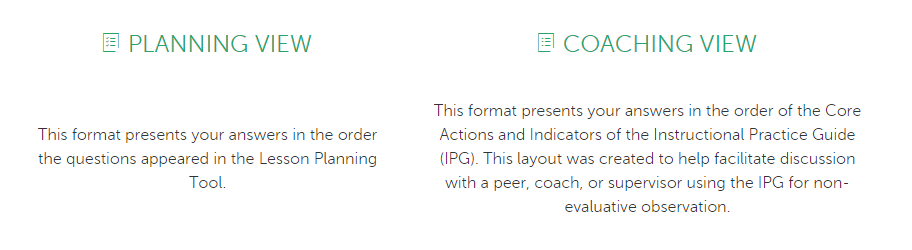 PLANNING VIEW
This format presents your answers in the order
the questions appeared in the Lesson Planning
Tool.
COACHING VIEW
This format presents your answers in the order of the Core
Actions and Indicators of the Instructional Practice Guide
(IPG). This layout was created to help facilitate discussion
with a peer, coach, or supervisor using the IPG for non-
evaluative observation.